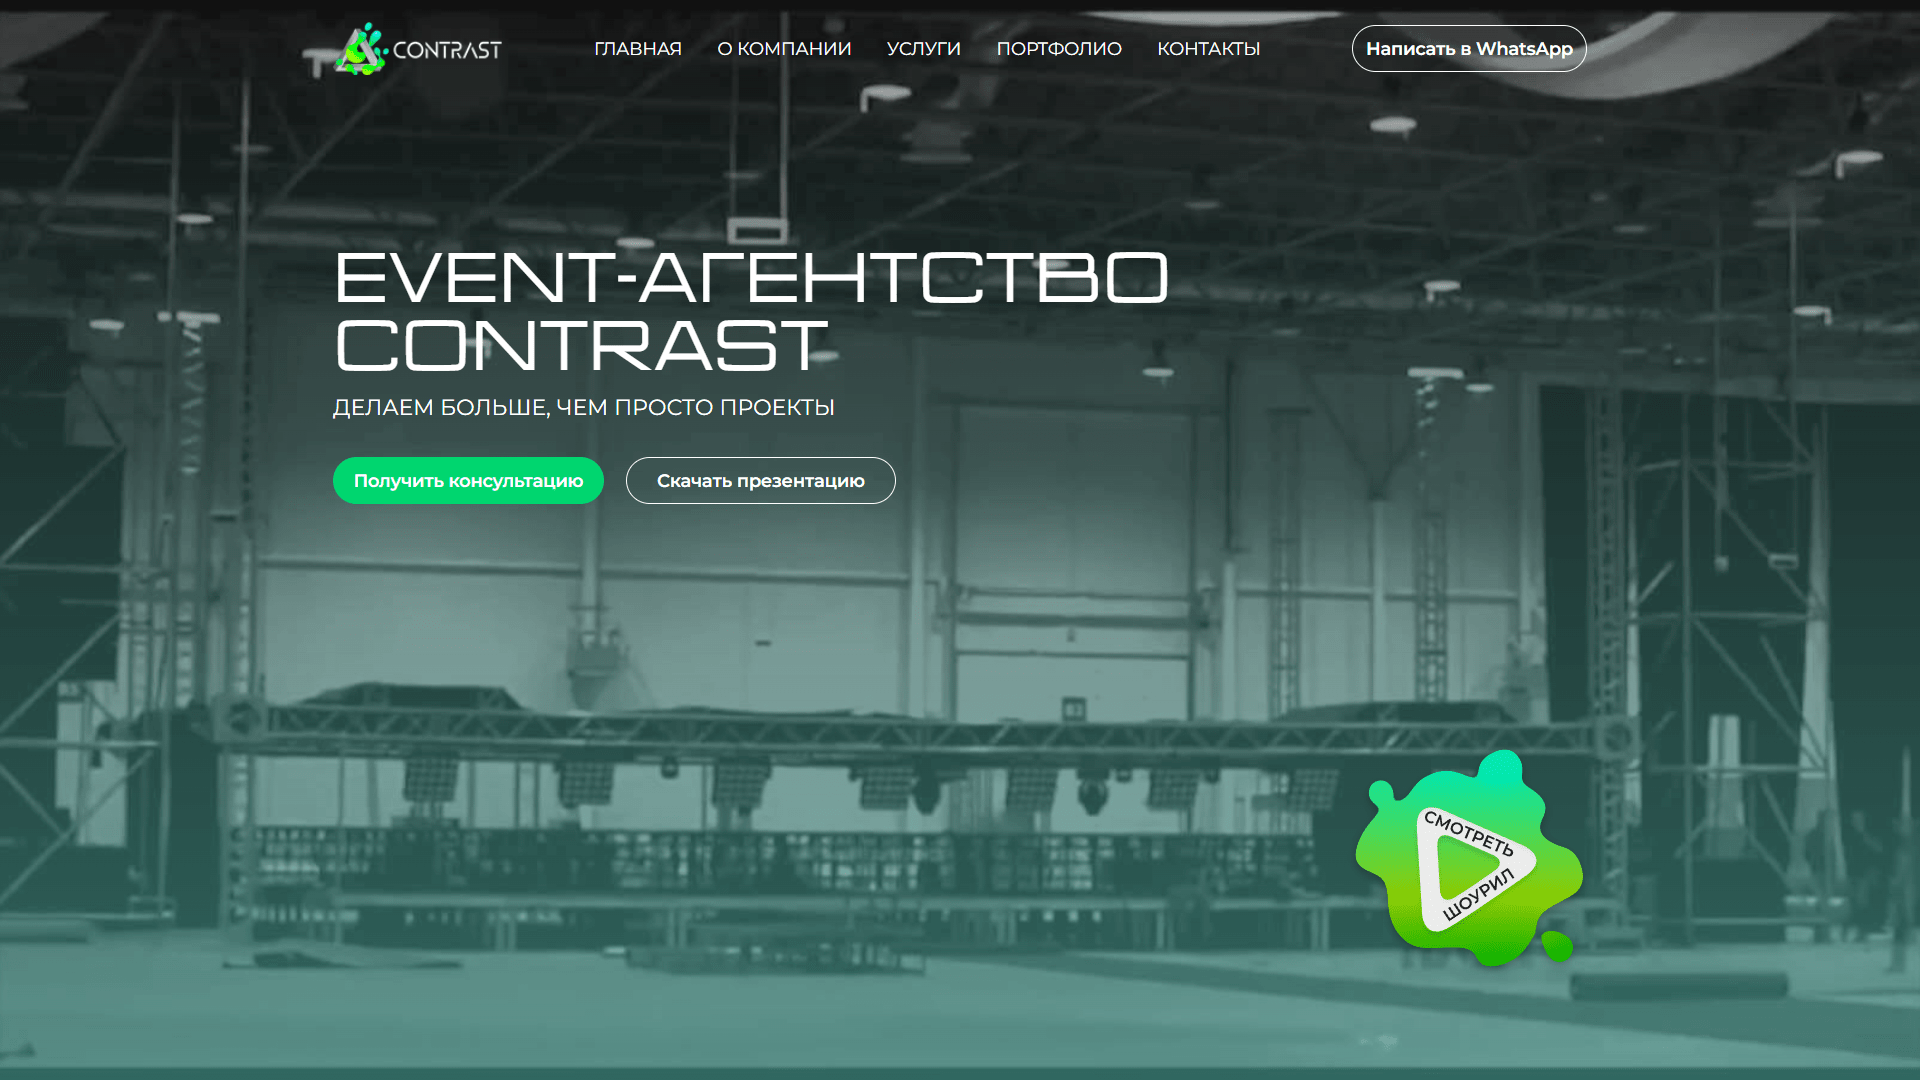 CONTRAST
ГЛАВНАЯ
О КОМПАНИИ
УСЛУГИ
ПОРТФОЛИО
КОНТАКТЫ
Написать в WhatsApp
EVENT-АГЕНТСТВО
CONTRAST
ДЕЛАЕМ БОЛЬШЕ, ЧЕМ ПРОСТО ПРОЕКТЫ
Получить консультацию
Скачать презентацию
СМОТРЕТЬ
ШОУРИЛ